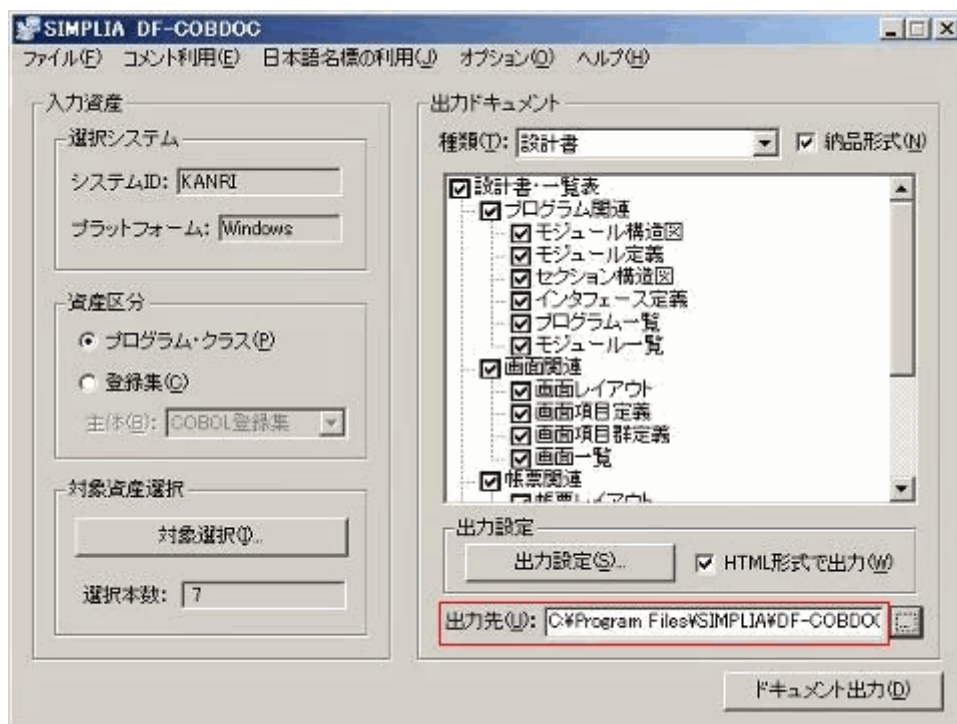 SIMPLIA DF-COBDOC
ファイル(F) コメント利用(E) 日本語名標の利用(J) オプション(O) ヘルプ(H)
入力資産
選択システム
システムID: KANRI
プラットフォーム: Windows
資産区分
プログラム・クラス(P)
登録集(C)
主体(B): COBOL登録集
対象資産選択
対象選択(I)...
選択本数: 7
出力ドキュメント
種類(T): 設計書 納品形式(N)
設計書・一覧表
プログラム関連
モジュール構造図
モジュール定義
セクション構造図
インタフェース定義
プログラム一覧
モジュール一覧
画面関連
画面レイアウト
画面項目定義
画面項目群定義
画面一覧
帳票関連
帳票レイアウト
出力設定
出力設定(S)... HTML形式で出力(W)
出力先(U): C:¥Program Files¥SIMPLIA¥DF-COBDOC ...
ドキュメント出力(D)